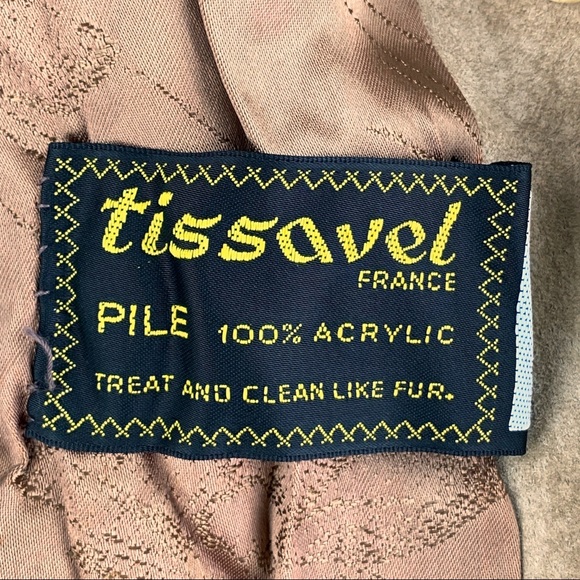 tissavel
FRANCE
PILE 100% ACRYLIC
TREAT AND CLEAN LIKE FUR.